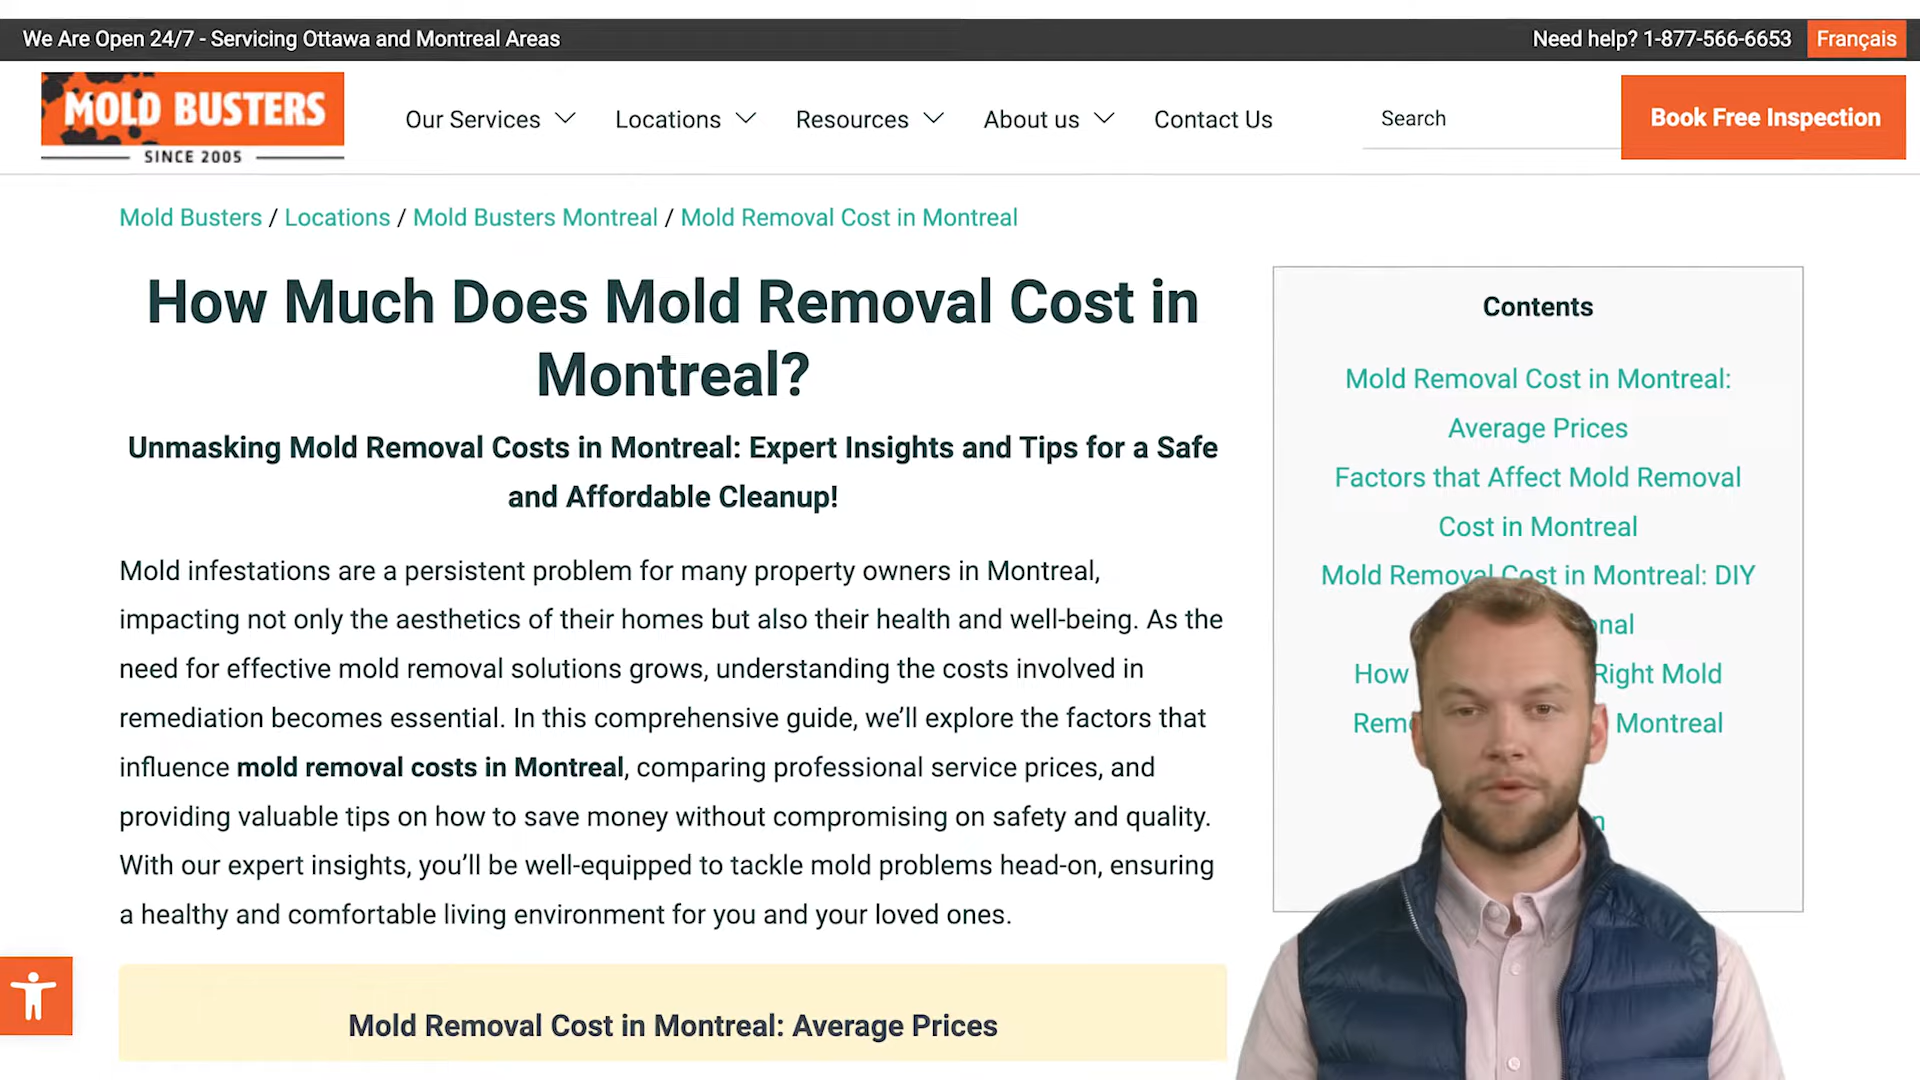 We Are Open 24/7 - Servicing Ottawa and Montreal Areas
Need help? 1-877-566-6653
Français
MOLD BUSTERS
SINCE 2005
Our Services
Locations
Resources
About us
Contact Us
Search
Book Free Inspection
Mold Busters / Locations / Mold Busters Montreal / Mold Removal Cost in Montreal
How Much Does Mold Removal Cost in
Montreal?
Unmasking Mold Removal Costs in Montreal: Expert Insights and Tips for a Safe
and Affordable Cleanup!
Mold infestations are a persistent problem for many property owners in Montreal,
impacting not only the aesthetics of their homes but also their health and well-being. As the
need for effective mold removal solutions grows, understanding the costs involved in
remediation becomes essential. In this comprehensive guide, we’ll explore the factors that
influence mold removal costs in Montreal, comparing professional service prices, and
providing valuable tips on how to save money without compromising on safety and quality.
With our expert insights, you’ll be well-equipped to tackle mold problems head-on, ensuring
a healthy and comfortable living environment for you and your loved ones.
Mold Removal Cost in Montreal: Average Prices
Contents
Mold Removal Cost in Montreal:
Average Prices
Factors that Affect Mold Removal
Cost in Montreal
Mold Removal Cost in Montreal: DIY
How Right Mold
Montreal